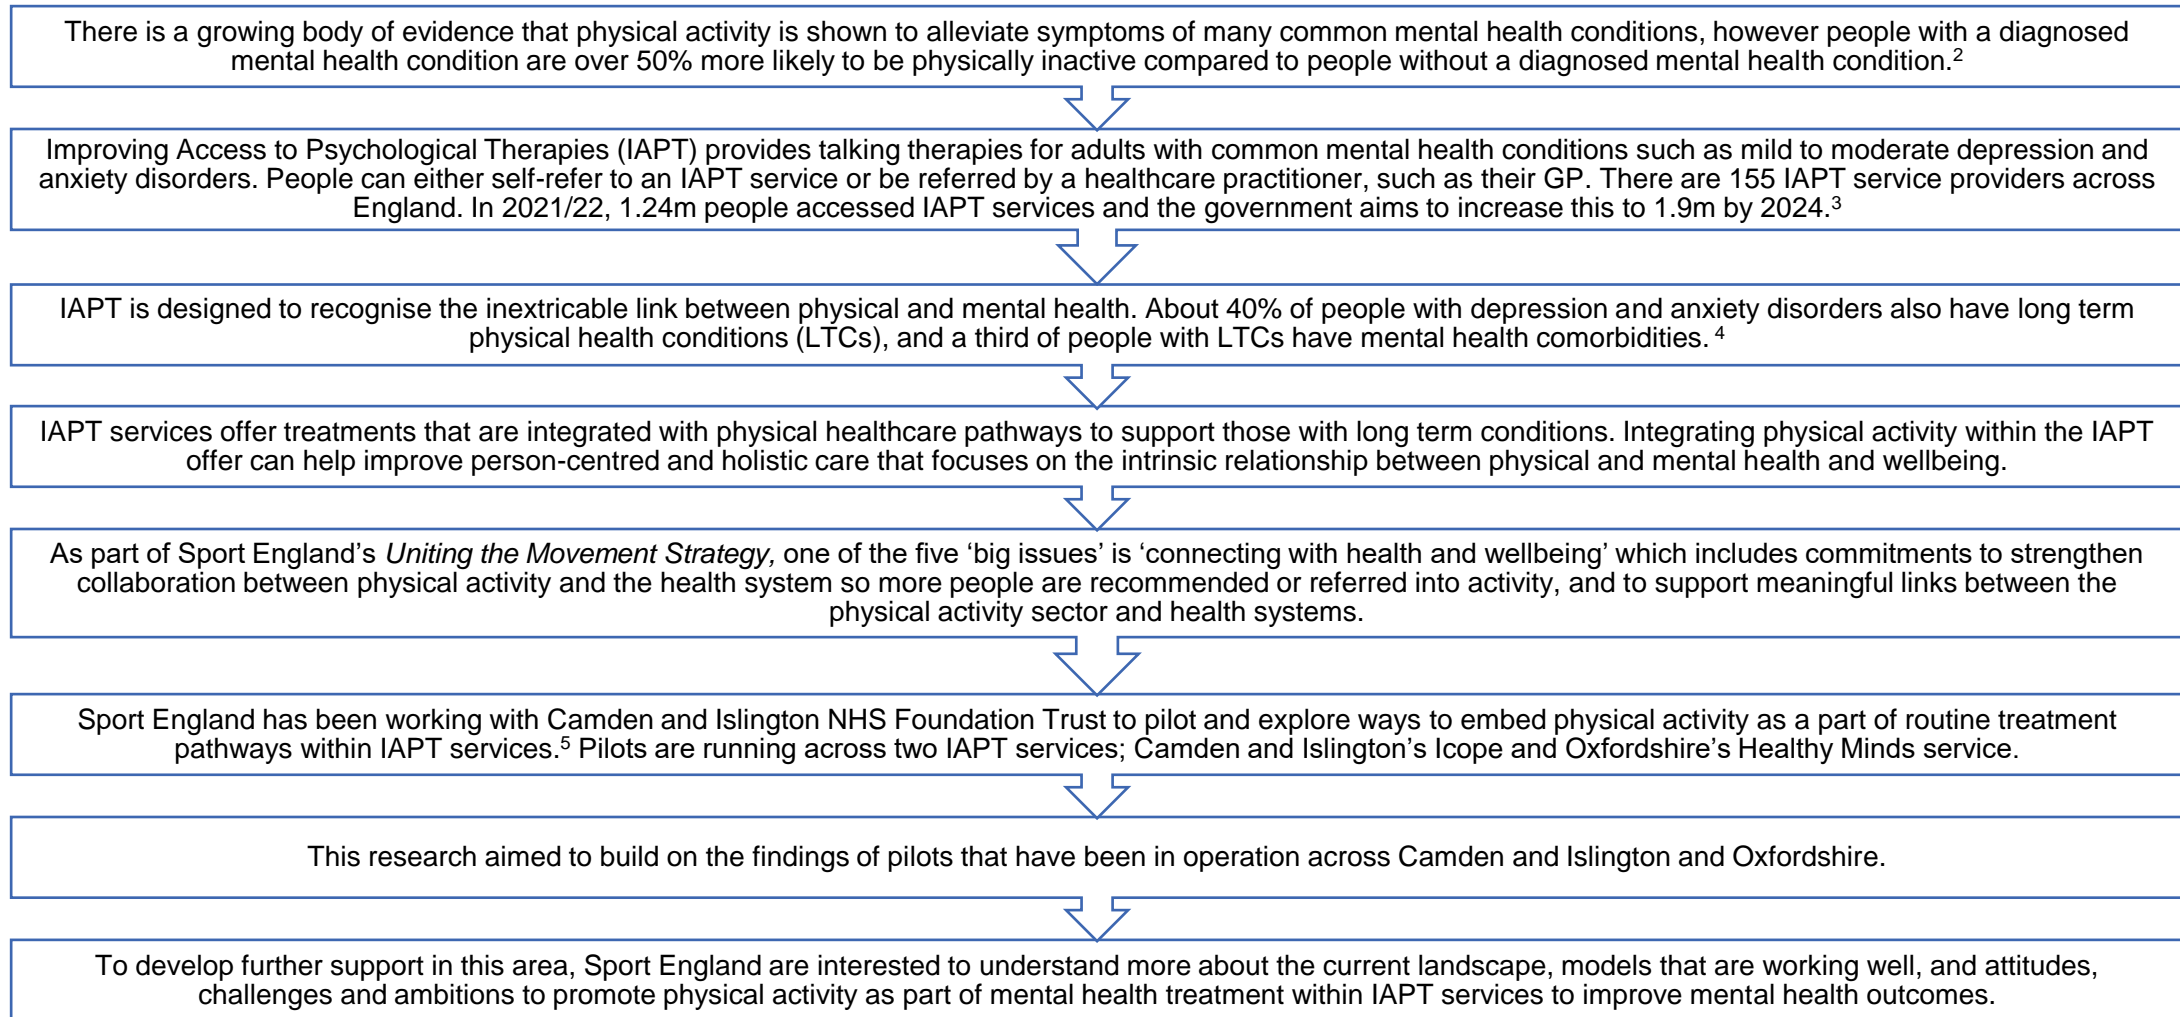 There is a growing body of evidence that physical activity is shown to alleviate symptoms of many common mental health conditions, however people with a diagnosed
mental health condition are over 50% more likely to be physically inactive compared to people without a diagnosed mental health condition.²
Improving Access to Psychological Therapies (IAPT) provides talking therapies for adults with common mental health conditions such as mild to moderate depression and
anxiety disorders. People can either self-refer to an IAPT service or be referred by a healthcare practitioner, such as their GP. There are 155 IAPT service providers across
England. In 2021/22, 1.24m people accessed IAPT services and the government aims to increase this to 1.9m by 2024.³
IAPT is designed to recognise the inextricable link between physical and mental health. About 40% of people with depression and anxiety disorders also have long term
physical health conditions (LTCs), and a third of people with LTCs have mental health comorbidities. ⁴
IAPT services offer treatments that are integrated with physical healthcare pathways to support those with long term conditions. Integrating physical activity within the IAPT
offer can help improve person-centred and holistic care that focuses on the intrinsic relationship between physical and mental health and wellbeing.
As part of Sport England's Uniting the Movement Strategy, one of the five 'big issues' is 'connecting with health and wellbeing' which includes commitments to strengthen
collaboration between physical activity and the health system so more people are recommended or referred into activity, and to support meaningful links between the
physical activity sector and health systems.
Sport England has been working with Camden and Islington NHS Foundation Trust to pilot and explore ways to embed physical activity as a part of routine treatment
pathways within IAPT services.⁵ Pilots are running across two IAPT services; Camden and Islington's Icope and Oxfordshire's Healthy Minds service.
This research aimed to build on the findings of pilots that have been in operation across Camden and Islington and Oxfordshire.
To develop further support in this area, Sport England are interested to understand more about the current landscape, models that are working well, and attitudes,
challenges and ambitions to promote physical activity as part of mental health treatment within IAPT services to improve mental health outcomes.